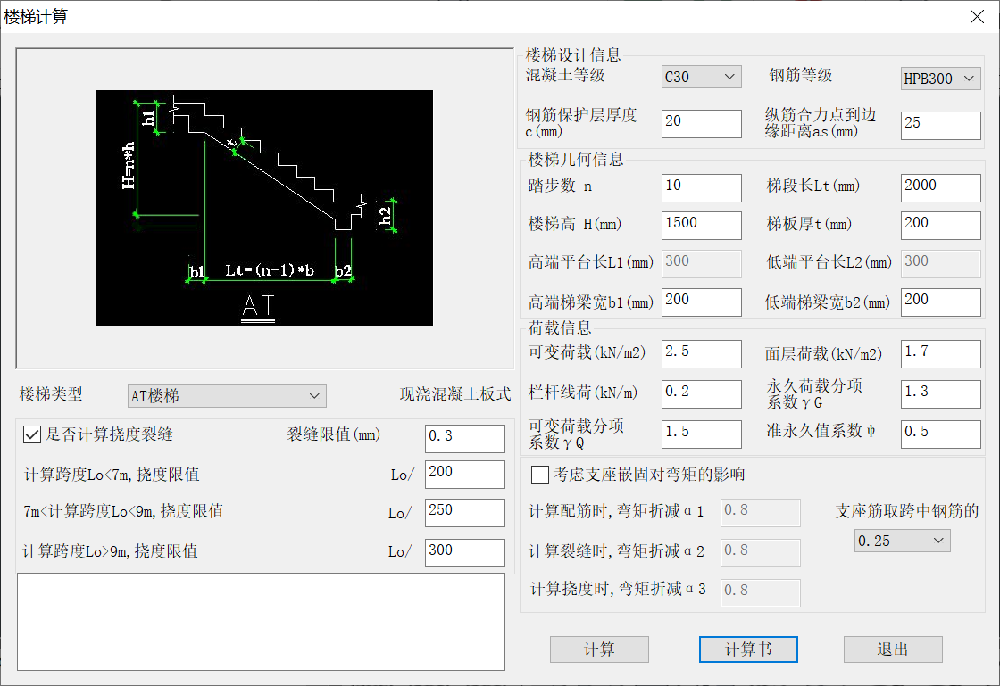 楼梯计算
h1
H=n*h
t
h2
b1
Lt=(n-1)*b
b2
AT
楼梯类型
AT楼梯
现浇混凝土板式
是否计算挠度裂缝
裂缝限值(mm)
0.3
计算跨度Lo<7m,挠度限值
Lo/
200
7m<计算跨度Lo<9m,挠度限值
Lo/
250
计算跨度Lo>9m,挠度限值
Lo/
300
楼梯设计信息
混凝土等级
C30
钢筋等级
HPB300
钢筋保护层厚度
c(mm)
20
纵筋合力点到边
缘距离as(mm)
25
楼梯几何信息
踏步数 n
10
梯段长Lt(mm)
2000
楼梯高 H(mm)
1500
梯板厚t(mm)
200
高端平台长L1(mm)
300
低端平台长L2(mm)
300
高端梯梁宽b1(mm)
200
低端梯梁宽b2(mm)
200
荷载信息
可变荷载(kN/m2)
2.5
面层荷载(kN/m2)
1.7
栏杆线荷(kN/m)
0.2
永久荷载分项
系数γG
1.3
可变荷载分项
系数γQ
1.5
准永久值系数ψ
0.5
考虑支座嵌固对弯矩的影响
计算配筋时,弯矩折减α1
0.8
支座筋取跨中钢筋的
0.25
计算裂缝时,弯矩折减α2
0.8
计算挠度时,弯矩折减α3
0.8
计算
计算书
退出